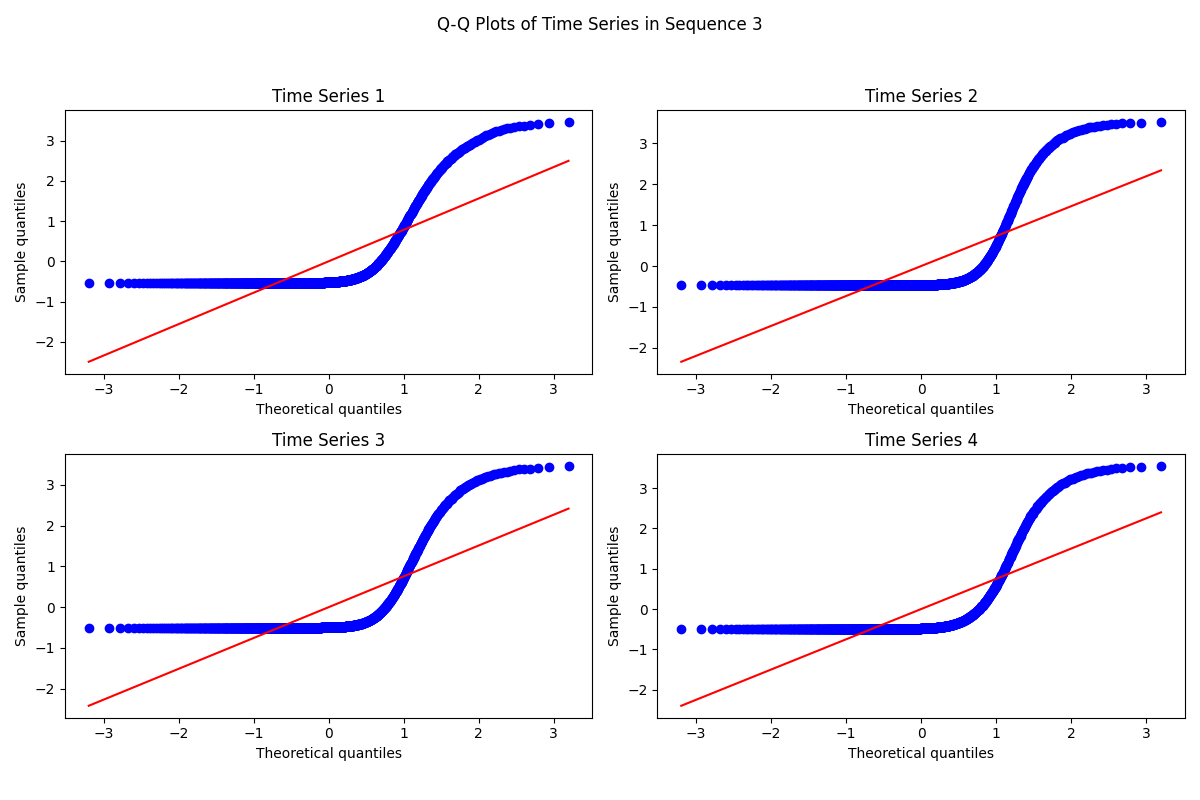 Q-Q Plots of Time Series in Sequence 3
Time Series 1
3
2
1
0
−1
−2
Sample quantiles
−3 −2 −1 0 1 2 3
Theoretical quantiles
Time Series 2
3
2
1
0
−1
−2
Sample quantiles
−3 −2 −1 0 1 2 3
Theoretical quantiles
Time Series 3
3
2
1
0
−1
−2
Sample quantiles
−3 −2 −1 0 1 2 3
Theoretical quantiles
Time Series 4
3
2
1
0
−1
−2
Sample quantiles
−3 −2 −1 0 1 2 3
Theoretical quantiles